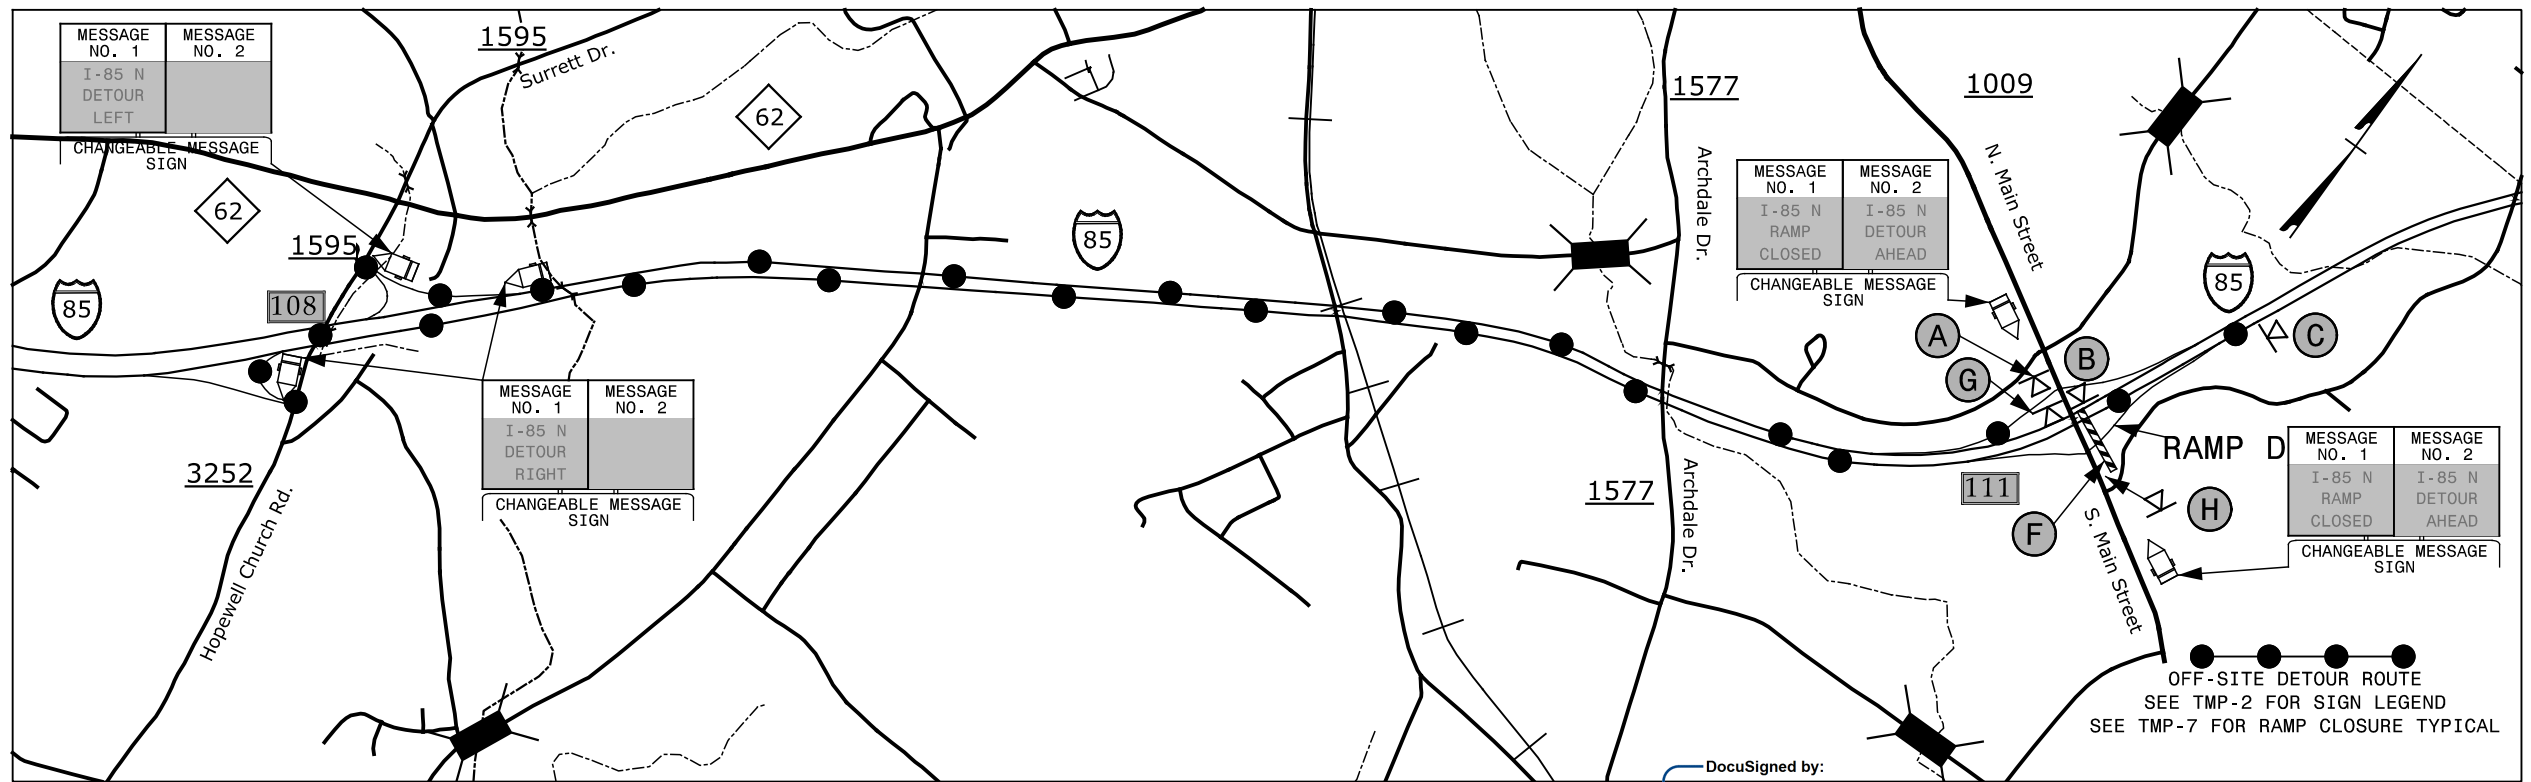 MESSAGE NO. 1
MESSAGE NO. 2
I-85 N
DETOUR
LEFT
CHANGEABLE MESSAGE
SIGN
1595
Surrett Dr.
62
62
1595
85
108
3252
Hopewell Church Rd.
MESSAGE NO. 1
MESSAGE NO. 2
I-85 N
DETOUR
RIGHT
CHANGEABLE MESSAGE
SIGN
85
1577
Archdale Dr.
1577
Archdale Dr.
1009
N. Main Street
MESSAGE NO. 1
MESSAGE NO. 2
I-85 N
RAMP
CLOSED
I-85 N
DETOUR
AHEAD
CHANGEABLE MESSAGE
SIGN
85
A
B
C
G
RAMP D
111
F
H
S. Main Street
MESSAGE NO. 1
MESSAGE NO. 2
I-85 N
RAMP
CLOSED
I-85 N
DETOUR
AHEAD
CHANGEABLE MESSAGE
SIGN
OFF-SITE DETOUR ROUTE
SEE TMP-2 FOR SIGN LEGEND
SEE TMP-7 FOR RAMP CLOSURE TYPICAL
DocuSigned by: